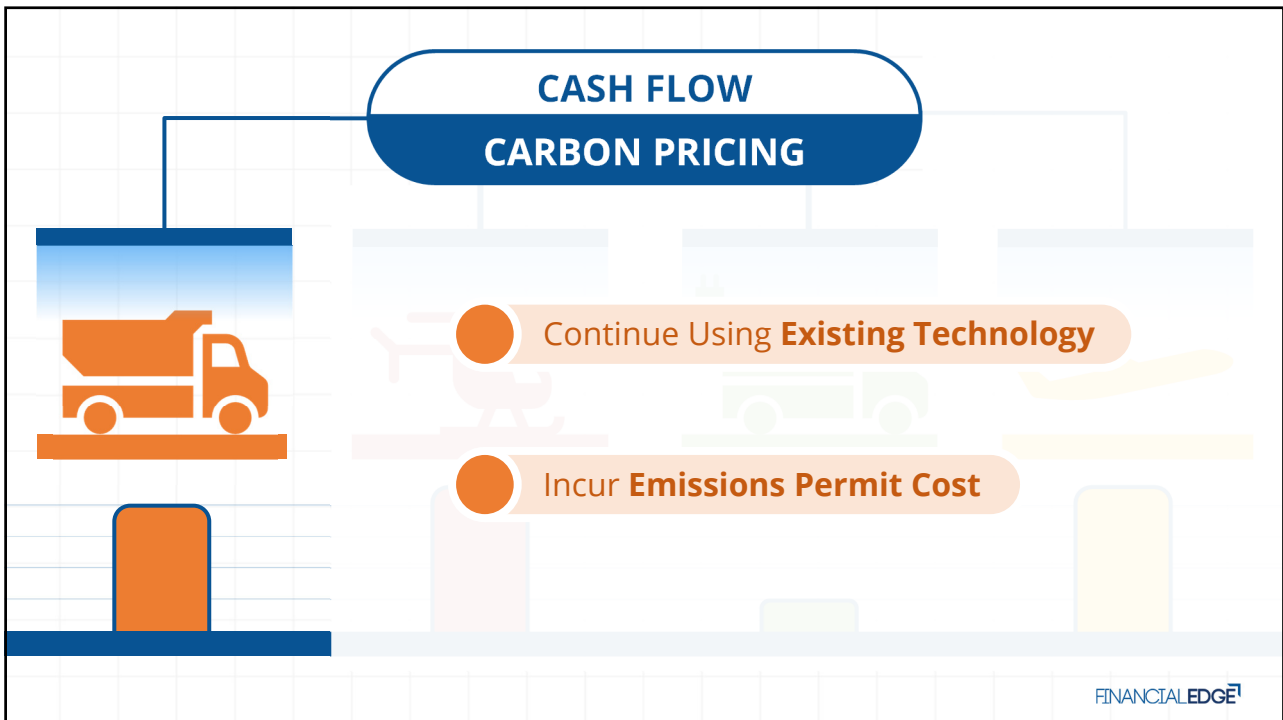 CASH FLOW
CARBON PRICING
Continue Using Existing Technology
Incur Emissions Permit Cost
FINANCIALEDGE